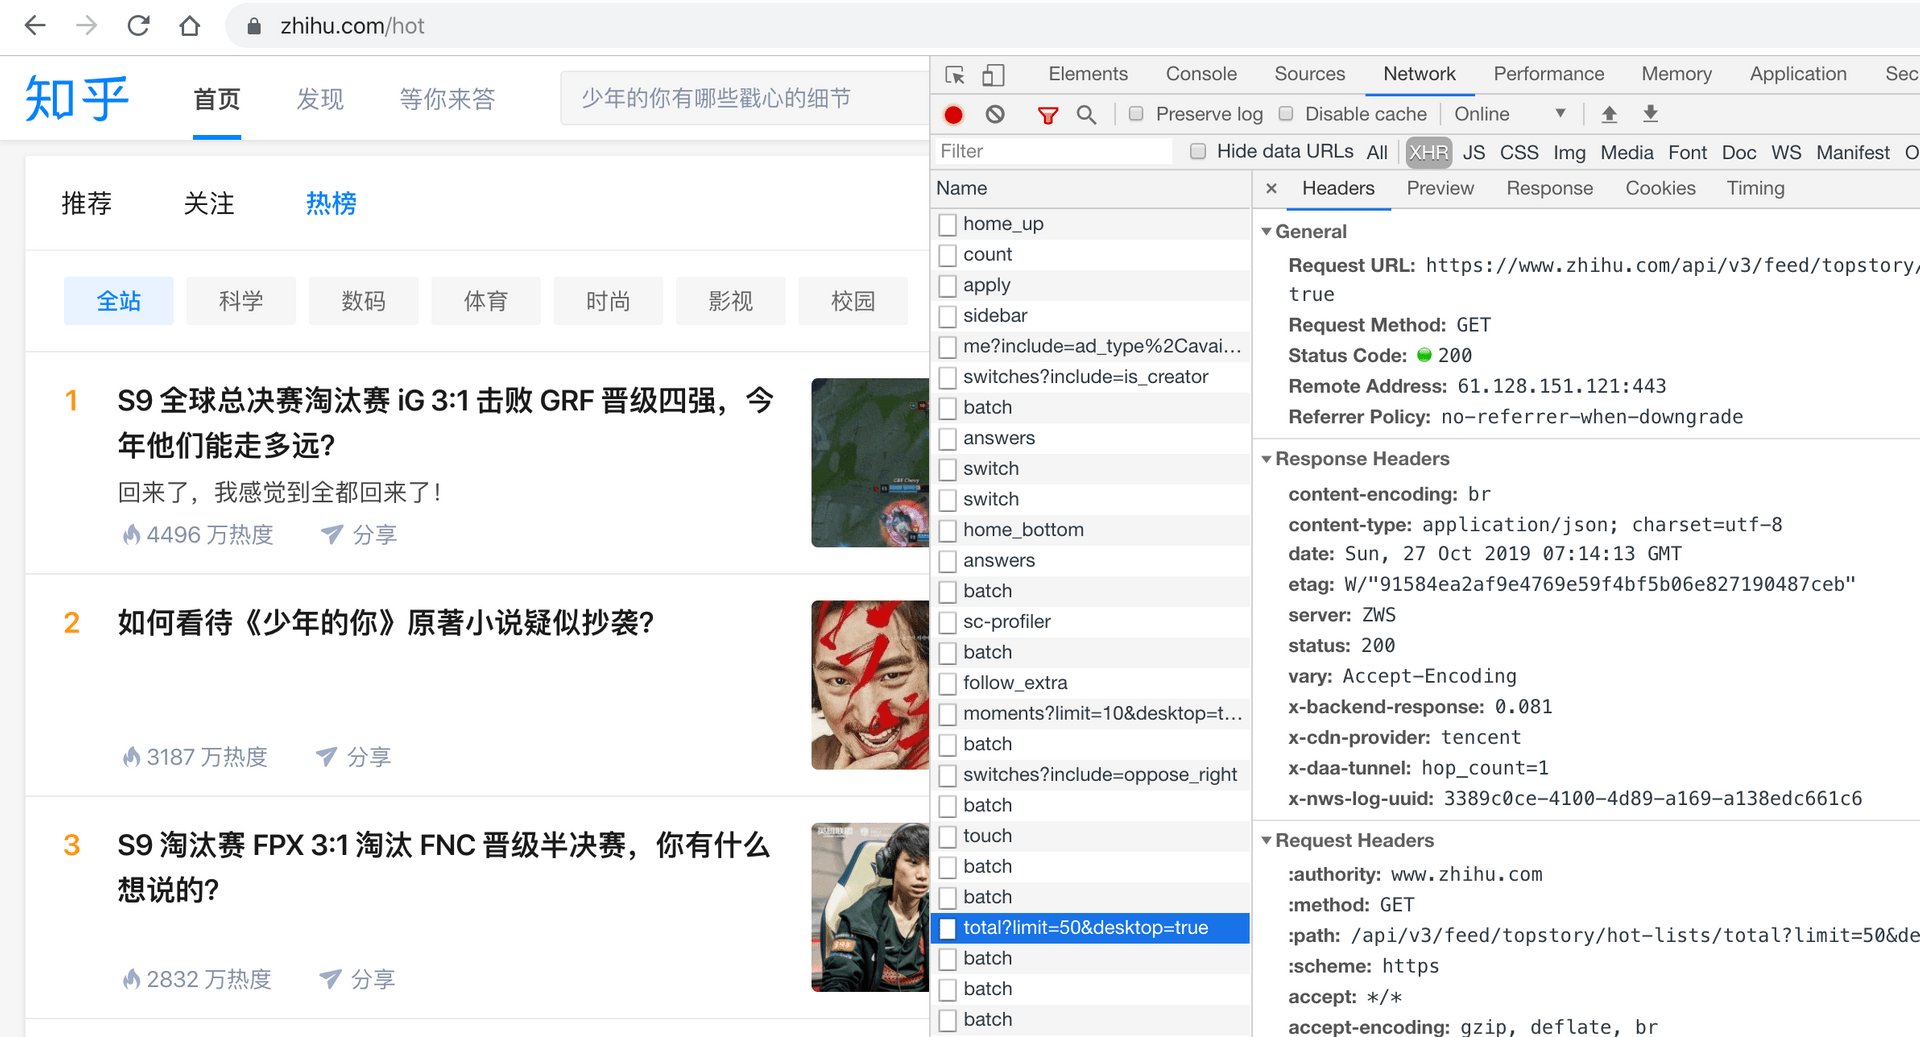 zhihu.com/hot
知乎
首页
发现
等你来答
少年的你有哪些戳心的细节
推荐
关注
热榜
全站
科学
数码
体育
时尚
影视
校园
1
S9 全球总决赛淘汰赛 iG 3:1 击败 GRF 晋级四强，今
年他们能走多远？
回来了，我感觉到全都回来了！
4496 万热度
分享
2
如何看待《少年的你》原著小说疑似抄袭？
3187 万热度
分享
3
S9 淘汰赛 FPX 3:1 淘汰 FNC 晋级半决赛，你有什么
想说的？
2832 万热度
分享
Elements
Console
Sources
Network
Performance
Memory
Application
Sec
Preserve log
Disable cache
Online
Filter
Hide data URLs
All
XHR
JS
CSS
Img
Media
Font
Doc
WS
Manifest
O
Name
home_up
count
apply
sidebar
me?include=ad_type%2Cavai…
switches?include=is_creator
batch
answers
switch
switch
home_bottom
answers
batch
sc-profiler
batch
follow_extra
moments?limit=10&desktop=t…
batch
switches?include=oppose_right
batch
touch
batch
batch
total?limit=50&desktop=true
batch
batch
batch
Headers
Preview
Response
Cookies
Timing
General
Request URL: https://www.zhihu.com/api/v3/feed/topstory/
true
Request Method: GET
Status Code: 200
Remote Address: 61.128.151.121:443
Referrer Policy: no-referrer-when-downgrade
Response Headers
content-encoding: br
content-type: application/json; charset=utf-8
date: Sun, 27 Oct 2019 07:14:13 GMT
etag: W/"91584ea2af9e4769e59f4bf5b06e827190487ceb"
server: ZWS
status: 200
vary: Accept-Encoding
x-backend-response: 0.081
x-cdn-provider: tencent
x-daa-tunnel: hop_count=1
x-nws-log-uuid: 3389c0ce-4100-4d89-a169-a138edc661c6
Request Headers
:authority: www.zhihu.com
:method: GET
:path: /api/v3/feed/topstory/hot-lists/total?limit=50&de
:scheme: https
accept: */*
accept-encoding: gzip, deflate, br